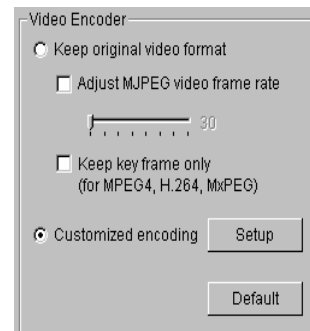 Video Encoder
Keep original video format
Adjust MJPEG video frame rate
30
Keep key frame only
(for MPEG4, H.264, MxPEG)
Customized encoding Setup
Default